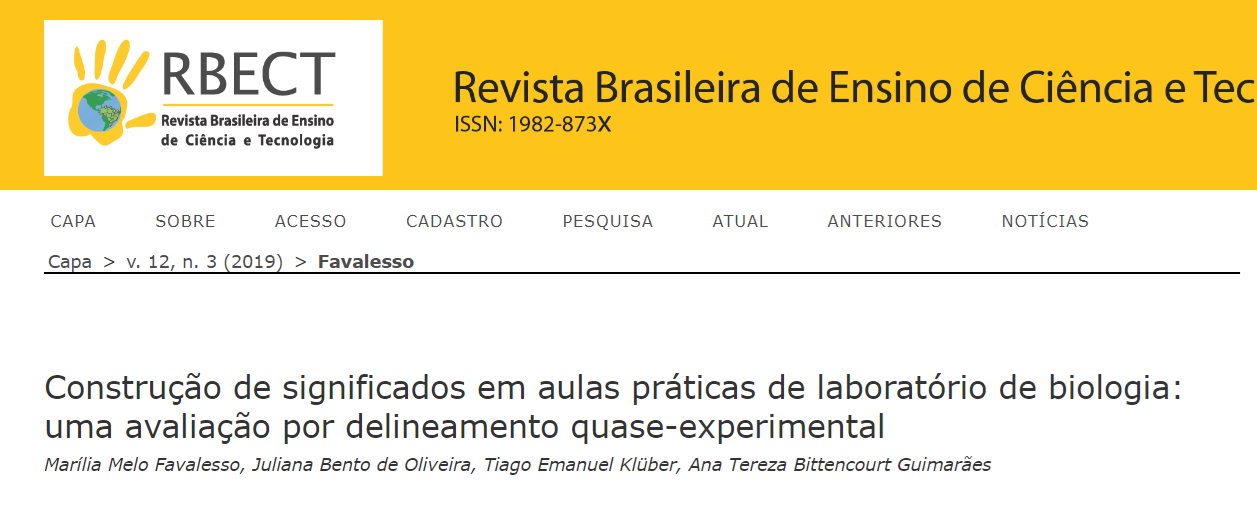 RBECT
Revista Brasileira de Ensino
de Ciência e Tecnologia
Revista Brasileira de Ensino de Ciência e Tec
ISSN: 1982-873X
CAPA SOBRE ACESSO CADASTRO PESQUISA ATUAL ANTERIORES NOTÍCIAS
Capa > v. 12, n. 3 (2019) > Favalesso
Construção de significados em aulas práticas de laboratório de biologia:
uma avaliação por delineamento quase-experimental
Marília Melo Favalesso, Juliana Bento de Oliveira, Tiago Emanuel Klüber, Ana Tereza Bittencourt Guimarães